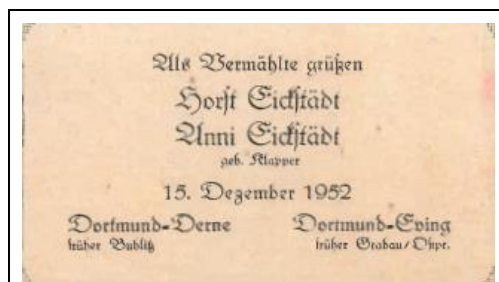 Als Vermählte grüßen
Horst Eickstädt
Anni Eickstädt
geb. Klapper
15. Dezember 1952
Dortmund-Derne Dortmund-Eving
früher Bublitz früher Grabau/Ostpr.